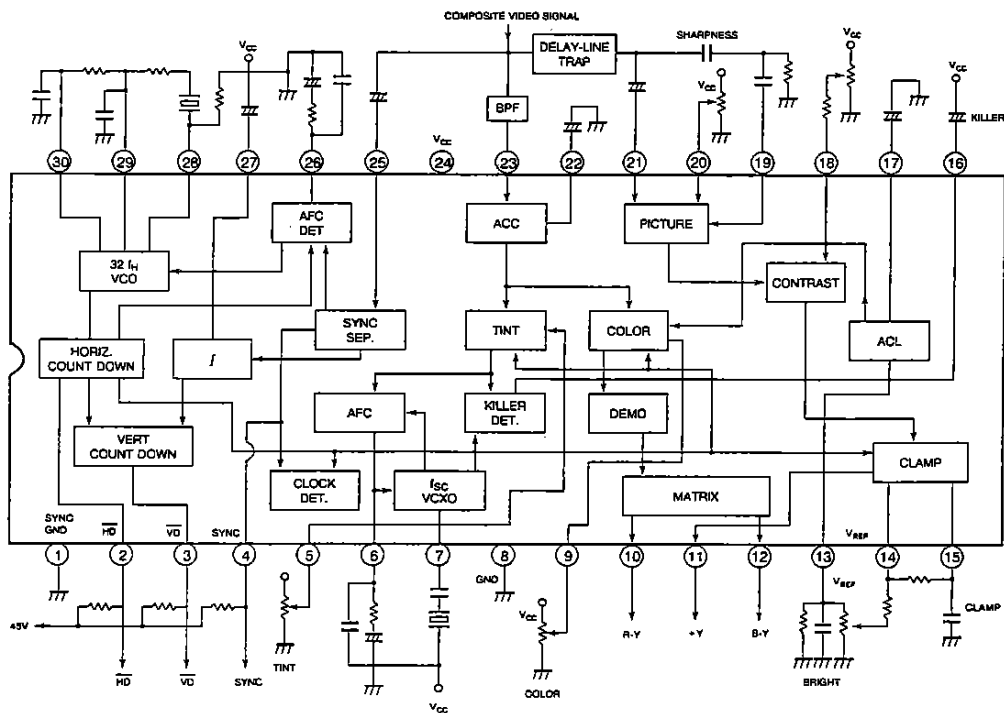 COMPOSITE VIDEO SIGNAL
DELAY-LINE
TRAP
SHARPNESS
BPF
VCC
VCC
VCC
VCC
VCC
KILLER
30
29
28
27
26
25
24
23
22
21
20
19
18
17
16
AFC
DET
ACC
PICTURE
32 fH
VCO
CONTRAST
SYNC
SEP.
TINT
COLOR
ACL
HORIZ.
COUNT DOWN
∫
AFC
KILLER
DET.
DEMO
VERT
COUNT DOWN
CLAMP
CLOCK
DET.
fSC
VCXO
MATRIX
SYNC
GND
HD
VD
SYNC
GND
VREF
1
2
3
4
5
6
7
8
9
10
11
12
13
14
15
VREF
VCC
CLAMP
45V
TINT
COLOR
R-Y
+Y
B-Y
BRIGHT
HD
VD
SYNC
VCC